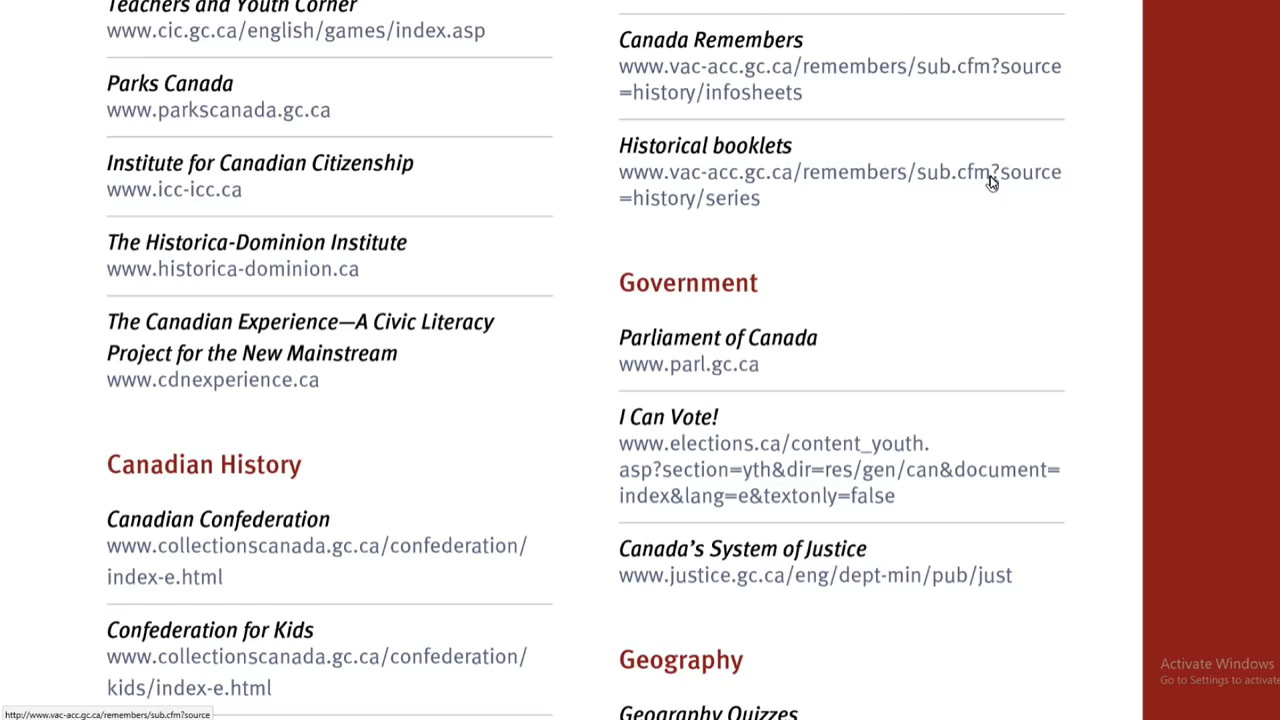 Teachers and Youth Corner
www.cic.gc.ca/english/games/index.asp
Parks Canada
www.parkscanada.gc.ca
Institute for Canadian Citizenship
www.icc-icc.ca
The Historica-Dominion Institute
www.historica-dominion.ca
The Canadian Experience—A Civic Literacy
Project for the New Mainstream
www.cdnexperience.ca
Canadian History
Canadian Confederation
www.collectionscanada.gc.ca/confederation/
index-e.html
Confederation for Kids
www.collectionscanada.gc.ca/confederation/
kids/index-e.html
Canada Remembers
www.vac-acc.gc.ca/remembers/sub.cfm?source
=history/infosheets
Historical booklets
www.vac-acc.gc.ca/remembers/sub.cfm?source
=history/series
Government
Parliament of Canada
www.parl.gc.ca
I Can Vote!
www.elections.ca/content_youth.
asp?section=yth&dir=res/gen/can&document=
index&lang=e&textonly=false
Canada's System of Justice
www.justice.gc.ca/eng/dept-min/pub/just
Geography
Geography Quizzes
Activate Windows
Go to Settings to activate
http://www.vac-acc.gc.ca/remembers/sub.cfm?source